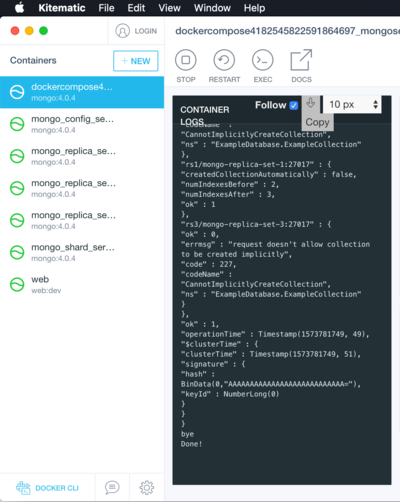 Kitematic File Edit View Window Help
LOGIN
dockercompose4182545822591864697_mongose
Containers
+ NEW
STOP RESTART EXEC DOCS
dockercompose4...
mongo:4.0.4
mongo_config_se...
mongo:4.0.4
mongo_replica_se...
mongo:4.0.4
mongo_replica_se...
mongo:4.0.4
mongo_replica_se...
mongo:4.0.4
mongo_shard_ser...
mongo:4.0.4
web
web:dev
DOCKER CLI
CONTAINER
LOGS
Follow
10 px
Copy
"codeName" :
"CannotImplicitlyCreateCollection",
"ns" : "ExampleDatabase.ExampleCollection"
},
"rs1/mongo-replica-set-1:27017" : {
"createdCollectionAutomatically" : false,
"numIndexesBefore" : 2,
"numIndexesAfter" : 3,
"ok" : 1
},
"rs3/mongo-replica-set-3:27017" : {
"ok" : 0,
"errmsg" : "request doesn't allow collection
to be created implicitly",
"code" : 227,
"codeName" :
"CannotImplicitlyCreateCollection",
"ns" : "ExampleDatabase.ExampleCollection"
}
},
"ok" : 1,
"operationTime" : Timestamp(1573781749, 49),
"$clusterTime" : {
"clusterTime" : Timestamp(1573781749, 51),
"signature" : {
"hash" :
BinData(0,"AAAAAAAAAAAAAAAAAAAAAAAAAAA="),
"keyId" : NumberLong(0)
}
}
}
bye
Done!